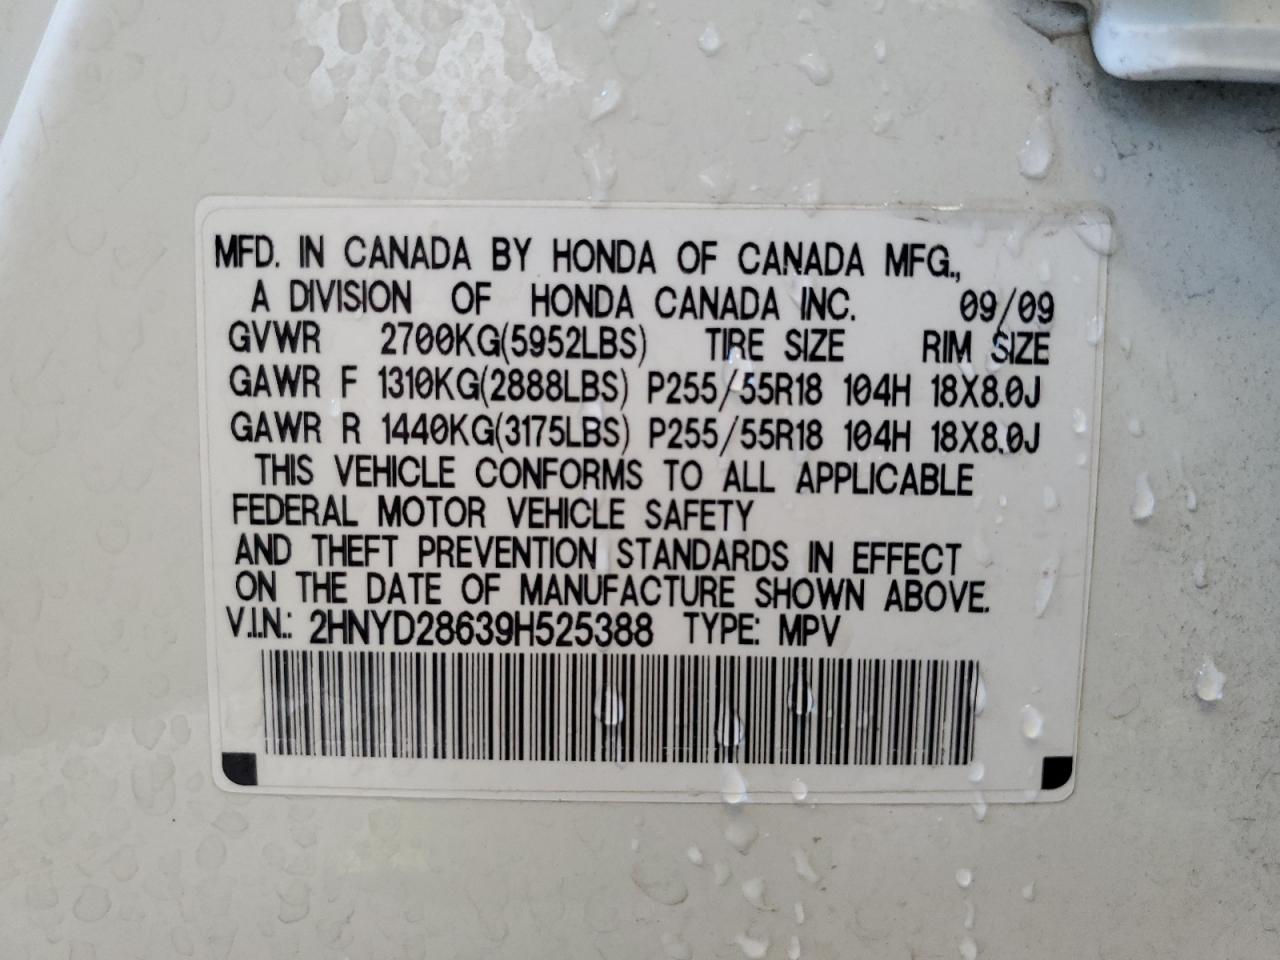 MFD. IN CANADA BY HONDA OF CANADA MFG.,
A DIVISION OF HONDA CANADA INC. 09/09
GVWR 2700KG(5952LBS) TIRE SIZE RIM SIZE
GAWR F 1310KG(2888LBS) P255/55R18 104H 18X8.0J
GAWR R 1440KG(3175LBS) P255/55R18 104H 18X8.0J
THIS VEHICLE CONFORMS TO ALL APPLICABLE
FEDERAL MOTOR VEHICLE SAFETY
AND THEFT PREVENTION STANDARDS IN EFFECT
ON THE DATE OF MANUFACTURE SHOWN ABOVE.
V.I.N.: 2HNYD28639H525388 TYPE: MPV